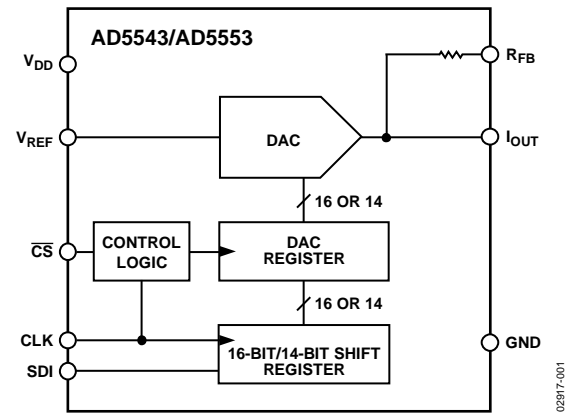 AD5543/AD5553
VDD
RFB
VREF
DAC
IOUT
16 OR 14
CS
CONTROL
LOGIC
DAC
REGISTER
16 OR 14
CLK
16-BIT/14-BIT SHIFT
REGISTER
GND
SDI
02917-001